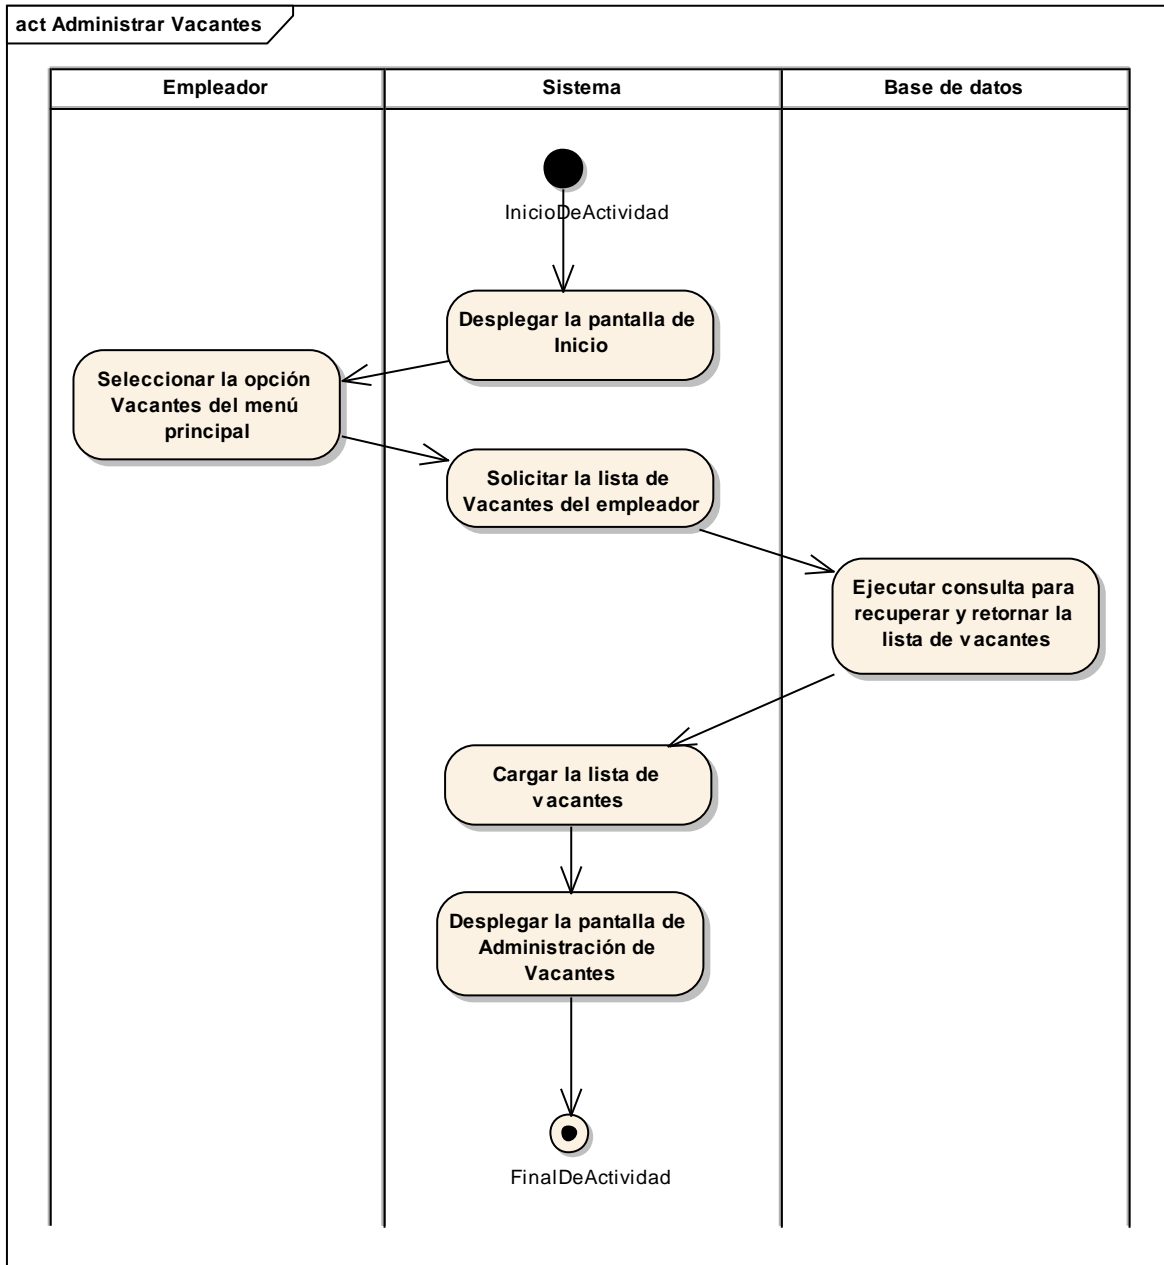 act Administrar Vacantes
Empleador
Sistema
Base de datos
InicioDeActividad
Desplegar la pantalla de
Inicio
Seleccionar la opción
Vacantes del menú
principal
Solicitar la lista de
Vacantes del empleador
Ejecutar consulta para
recuperar y retornar la
lista de vacantes
Cargar la lista de
vacantes
Desplegar la pantalla de
Administración de
Vacantes
FinalDeActividad